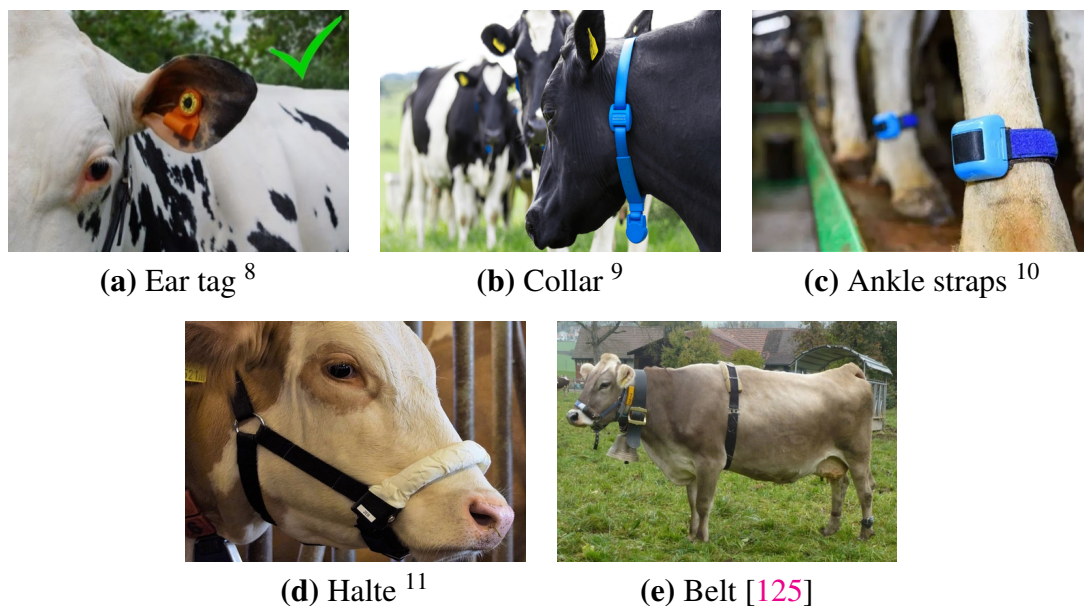 (a) Ear tag 8
(b) Collar 9
(c) Ankle straps 10
(d) Halte 11
(e) Belt [125]